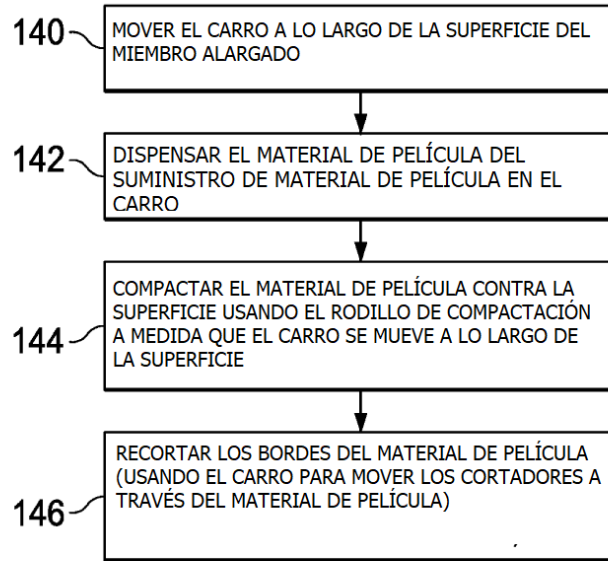 140
MOVER EL CARRO A LO LARGO DE LA SUPERFICIE DEL
MIEMBRO ALARGADO
142
DISPENSAR EL MATERIAL DE PELÍCULA DEL
SUMINISTRO DE MATERIAL DE PELÍCULA EN EL
CARRO
144
COMPACTAR EL MATERIAL DE PELÍCULA CONTRA LA
SUPERFICIE USANDO EL RODILLO DE COMPACTACIÓN
A MEDIDA QUE EL CARRO SE MUEVE A LO LARGO DE
LA SUPERFICIE
146
RECORTAR LOS BORDES DEL MATERIAL DE PELÍCULA
(USANDO EL CARRO PARA MOVER LOS CORTADORES A
TRAVÉS DEL MATERIAL DE PELÍCULA)